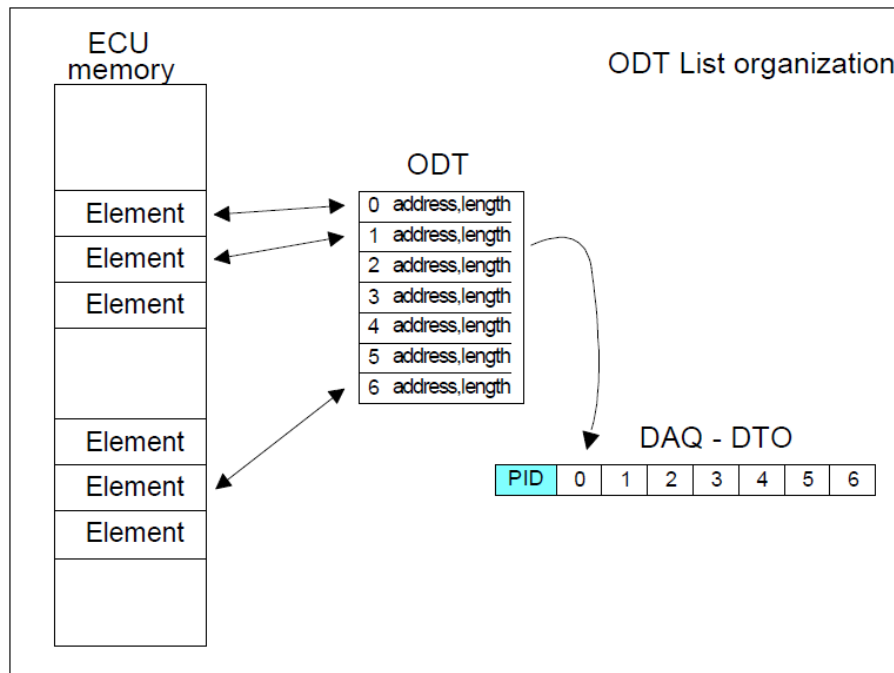 ECU
memory
ODT List organization
ODT
Element
Element
Element
Element
Element
Element
0 address,length
1 address,length
2 address,length
3 address,length
4 address,length
5 address,length
6 address,length
DAQ - DTO
PID 0 1 2 3 4 5 6